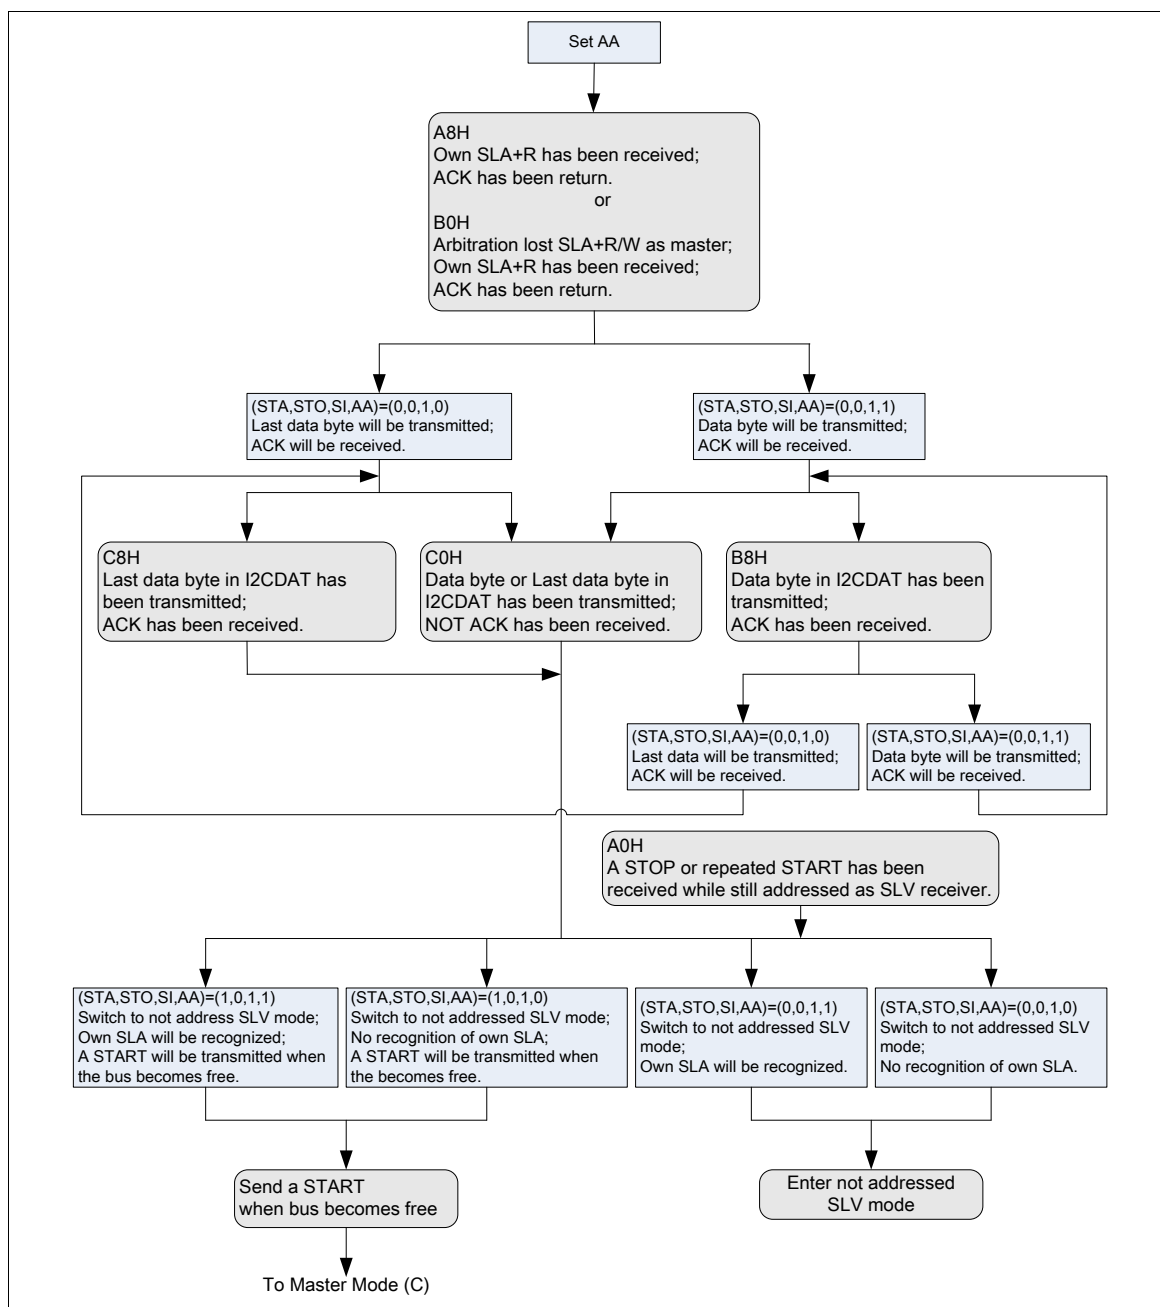 Set AA
A8H
Own SLA+R has been received;
ACK has been return.
or
B0H
Arbitration lost SLA+R/W as master;
Own SLA+R has been received;
ACK has been return.
(STA,STO,SI,AA)=(0,0,1,0)
Last data byte will be transmitted;
ACK will be received.
(STA,STO,SI,AA)=(0,0,1,1)
Data byte will be transmitted;
ACK will be received.
C8H
Last data byte in I2CDAT has
been transmitted;
ACK has been received.
C0H
Data byte or Last data byte in
I2CDAT has been transmitted;
NOT ACK has been received.
B8H
Data byte in I2CDAT has been
transmitted;
ACK has been received.
(STA,STO,SI,AA)=(0,0,1,0)
Last data will be transmitted;
ACK will be received.
(STA,STO,SI,AA)=(0,0,1,1)
Data byte will be transmitted;
ACK will be received.
A0H
A STOP or repeated START has been
received while still addressed as SLV receiver.
(STA,STO,SI,AA)=(1,0,1,1)
Switch to not address SLV mode;
Own SLA will be recognized;
A START will be transmitted when
the bus becomes free.
(STA,STO,SI,AA)=(1,0,1,0)
Switch to not addressed SLV mode;
No recognition of own SLA;
A START will be transmitted when
the becomes free.
(STA,STO,SI,AA)=(0,0,1,1)
Switch to not addressed SLV
mode;
Own SLA will be recognized.
(STA,STO,SI,AA)=(0,0,1,0)
Switch to not addressed SLV
mode;
No recognition of own SLA.
Send a START
when bus becomes free
Enter not addressed
SLV mode
To Master Mode (C)